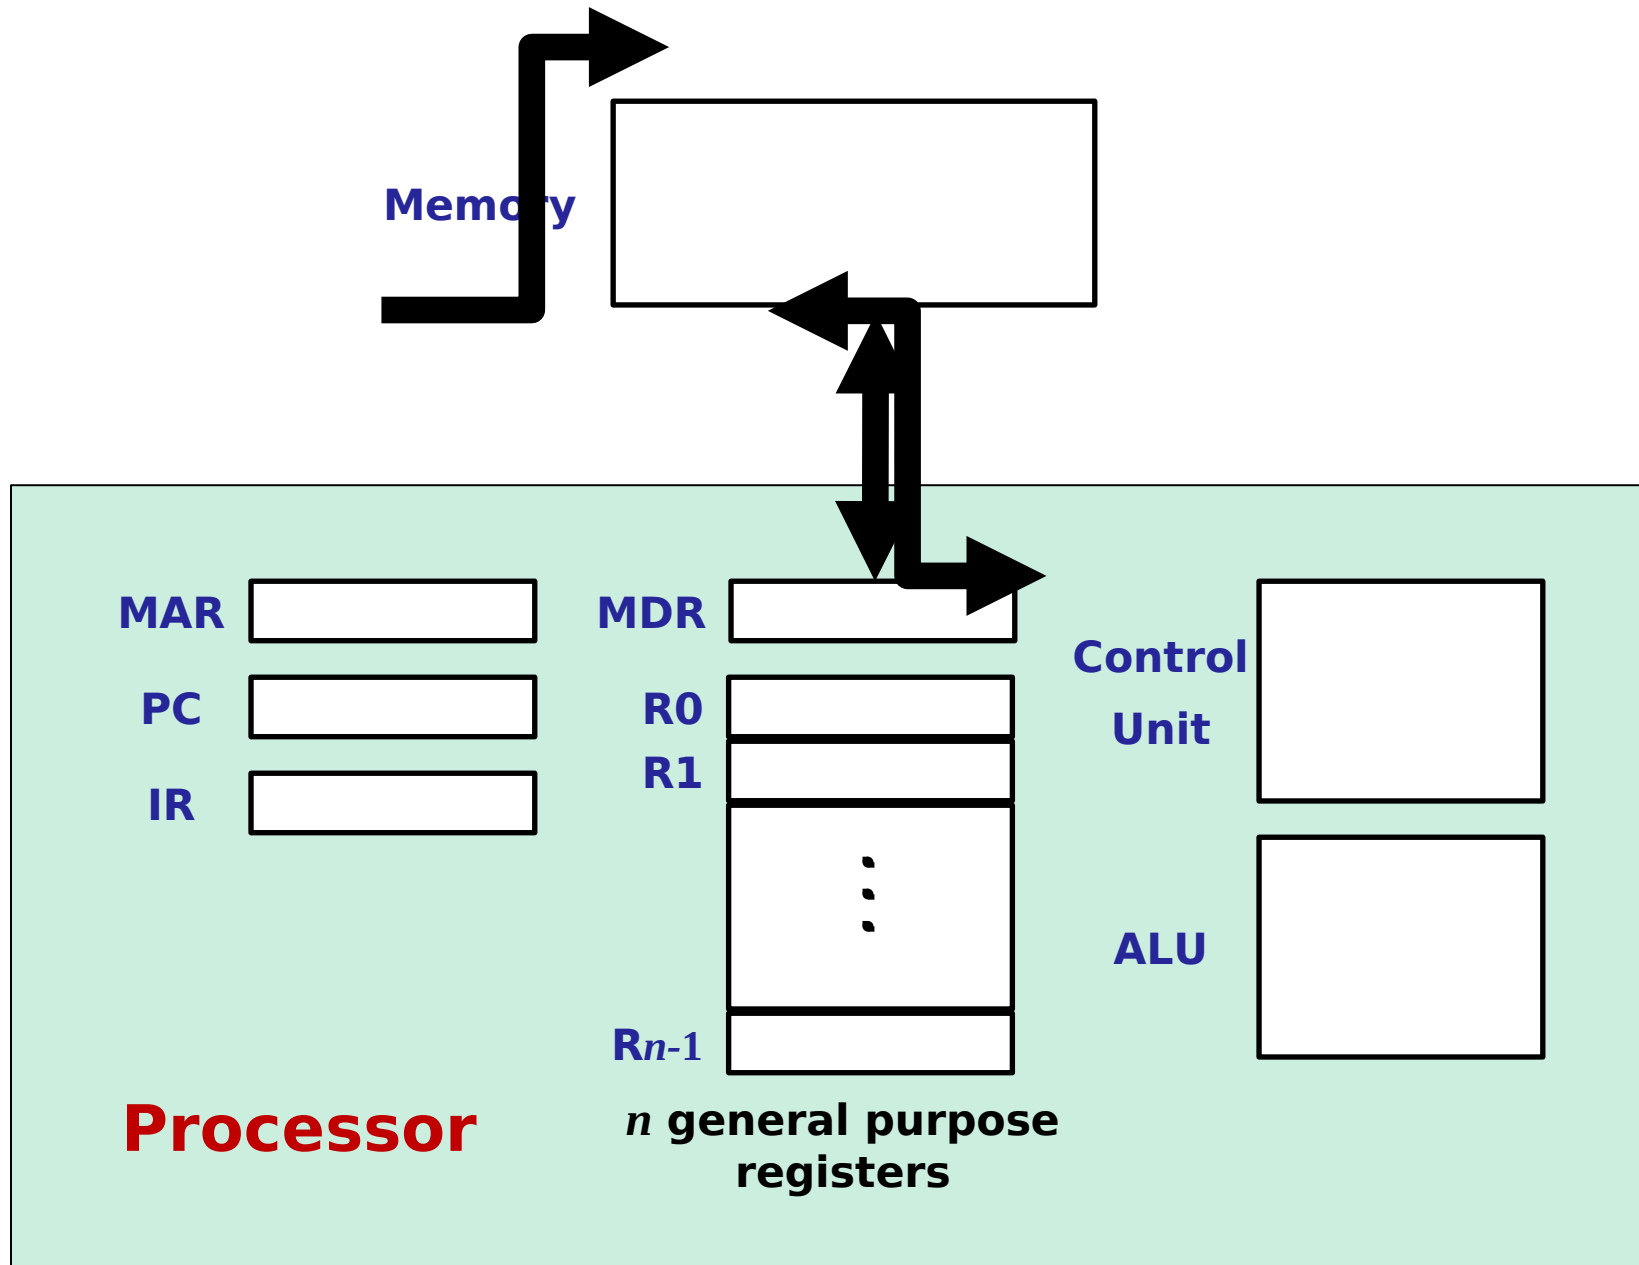 Memory
MAR
MDR
Control
Unit
PC
R0
R1
IR
ALU
Rn-1
Processor
n general purpose
registers